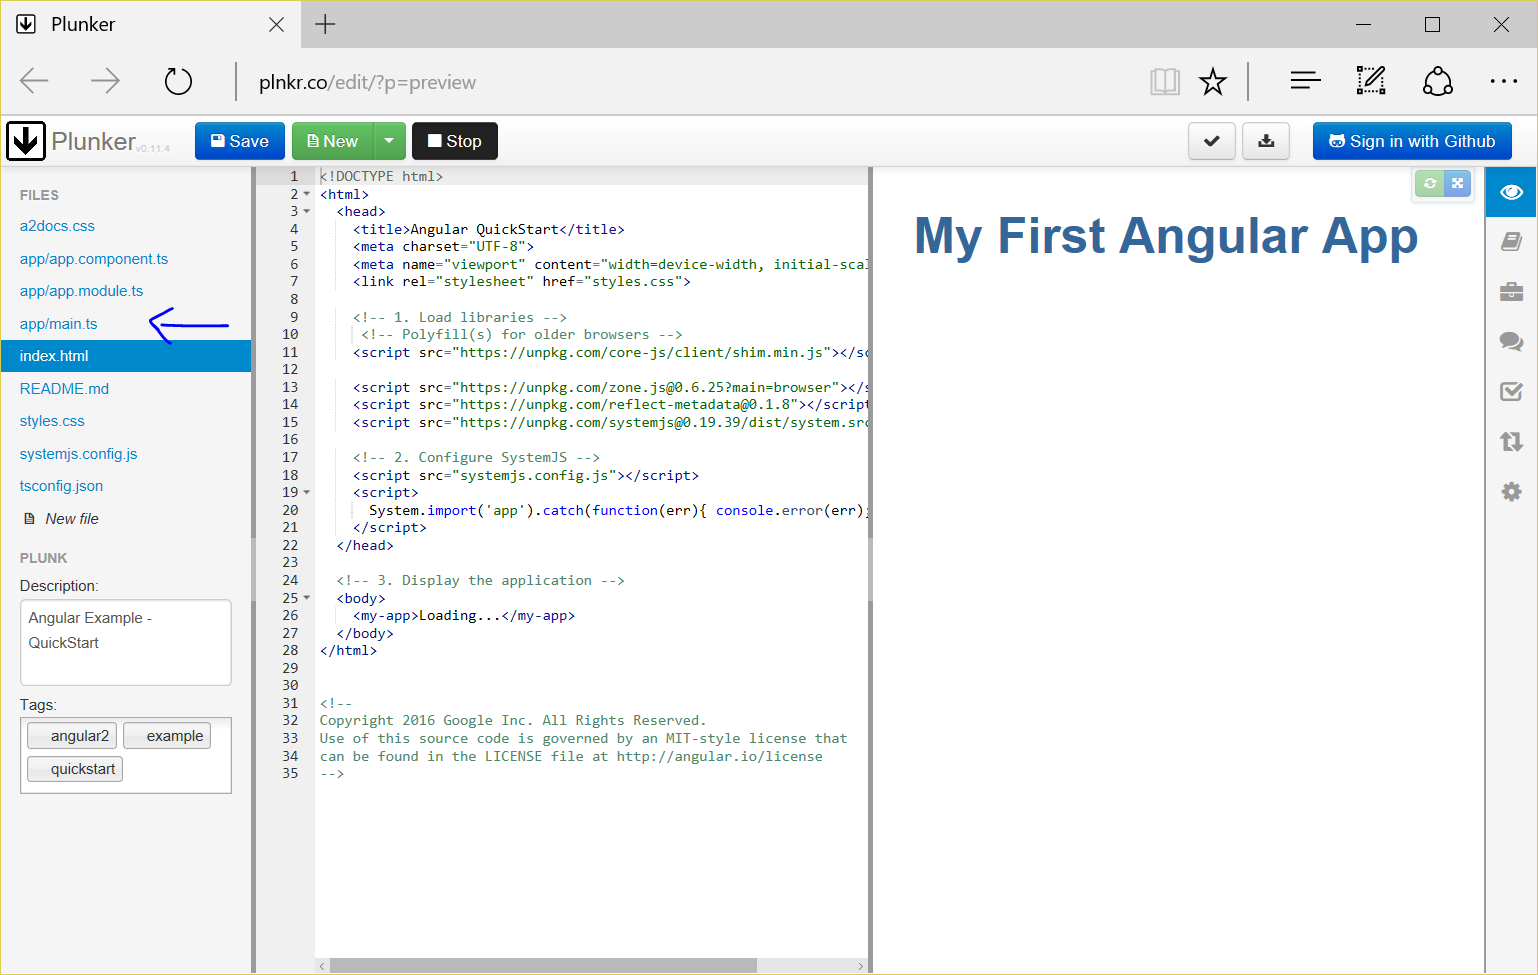 Plunker
plnkr.co/edit/?p=preview
Plunker v0.11.4
Save
New
Stop
Sign in with Github
FILES
a2docs.css
app/app.component.ts
app/app.module.ts
app/main.ts
index.html
README.md
styles.css
systemjs.config.js
tsconfig.json
New file
PLUNK
Description:
Angular Example -
QuickStart
Tags:
angular2
example
quickstart
1 <!DOCTYPE html>
2 <html>
3 <head>
4 <title>Angular QuickStart</title>
5 <meta charset="UTF-8">
6 <meta name="viewport" content="width=device-width, initial-scal
7 <link rel="stylesheet" href="styles.css">
8
9 <!-- 1. Load libraries -->
10 <!-- Polyfill(s) for older browsers -->
11 <script src="https://unpkg.com/core-js/client/shim.min.js"></sc
12
13 <script src="https://unpkg.com/zone.js@0.6.25?main=browser"></s
14 <script src="https://unpkg.com/reflect-metadata@0.1.8"></script
15 <script src="https://unpkg.com/systemjs@0.19.39/dist/system.src
16
17 <!-- 2. Configure SystemJS -->
18 <script src="systemjs.config.js"></script>
19 <script>
20 System.import('app').catch(function(err){ console.error(err);
21 </script>
22 </head>
23
24 <!-- 3. Display the application -->
25 <body>
26 <my-app>Loading...</my-app>
27 </body>
28 </html>
29
30
31 <!--
32 Copyright 2016 Google Inc. All Rights Reserved.
33 Use of this source code is governed by an MIT-style license that
34 can be found in the LICENSE file at http://angular.io/license
35 -->
My First Angular App